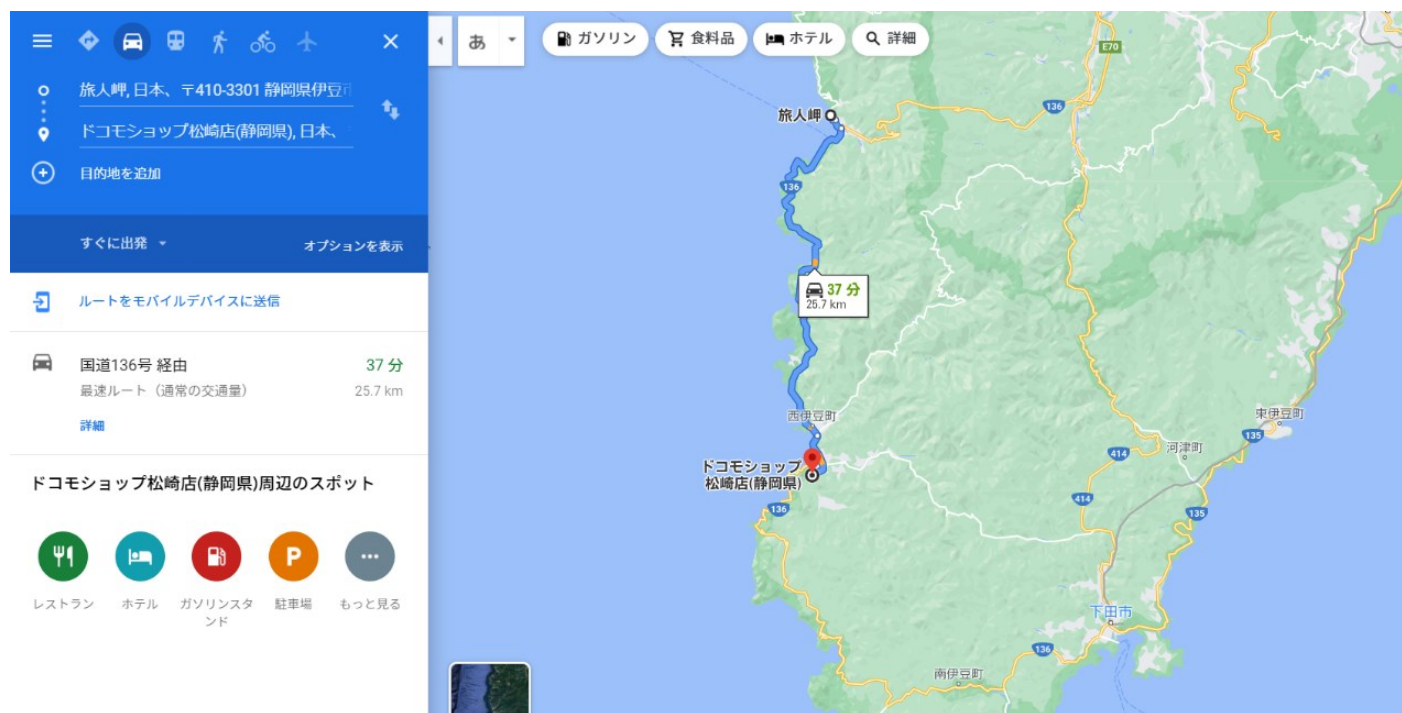 旅人岬, 日本、〒410-3301 静岡県伊豆市
ドコモショップ松崎店(静岡県), 日本、
目的地を追加
すぐに出発
オプションを表示
ルートをモバイルデバイスに送信
国道136号 経由
37 分
最速ルート（通常の交通量）
25.7 km
詳細
ドコモショップ松崎店(静岡県)周辺のスポット
P
レストラン
ホテル
ガソリンスタ
ンド
駐車場
もっと見る
あ
ガソリン
食料品
ホテル
詳細
E70
136
旅人岬
136
37 分
25.7 km
西伊豆町
東伊豆町
135
河津町
414
ドコモショップ
松崎店(静岡県)
136
414
135
下田市
136
南伊豆町